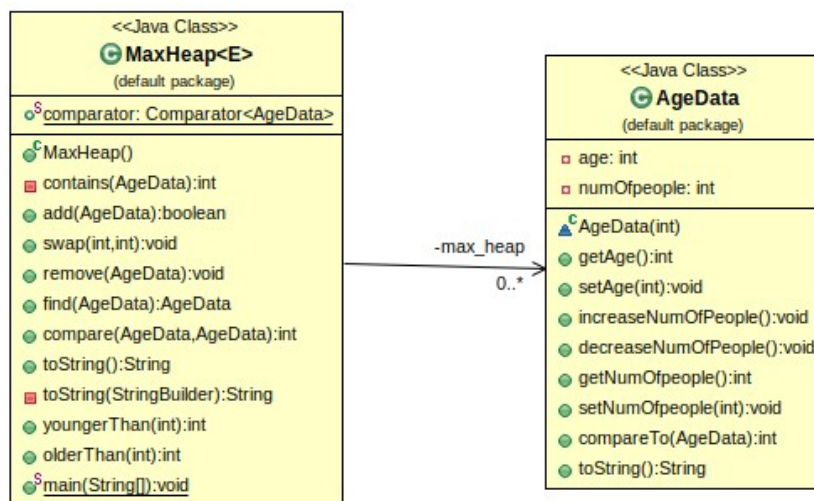 <<Java Class>>
MaxHeap<E>
(default package)
comparator: Comparator<AgeData>
MaxHeap()
contains(AgeData):int
add(AgeData):boolean
swap(int,int):void
remove(AgeData):void
find(AgeData):AgeData
compare(AgeData,AgeData):int
toString():String
toString(StringBuilder):String
youngerThan(int):int
olderThan(int):int
main(String[]):void
-max_heap
0..*
<<Java Class>>
AgeData
(default package)
age: int
numOfpeople: int
AgeData(int)
getAge():int
setAge(int):void
increaseNumOfPeople():void
decreaseNumOfPeople():void
getNumOfpeople():int
setNumOfpeople(int):void
compareTo(AgeData):int
toString():String